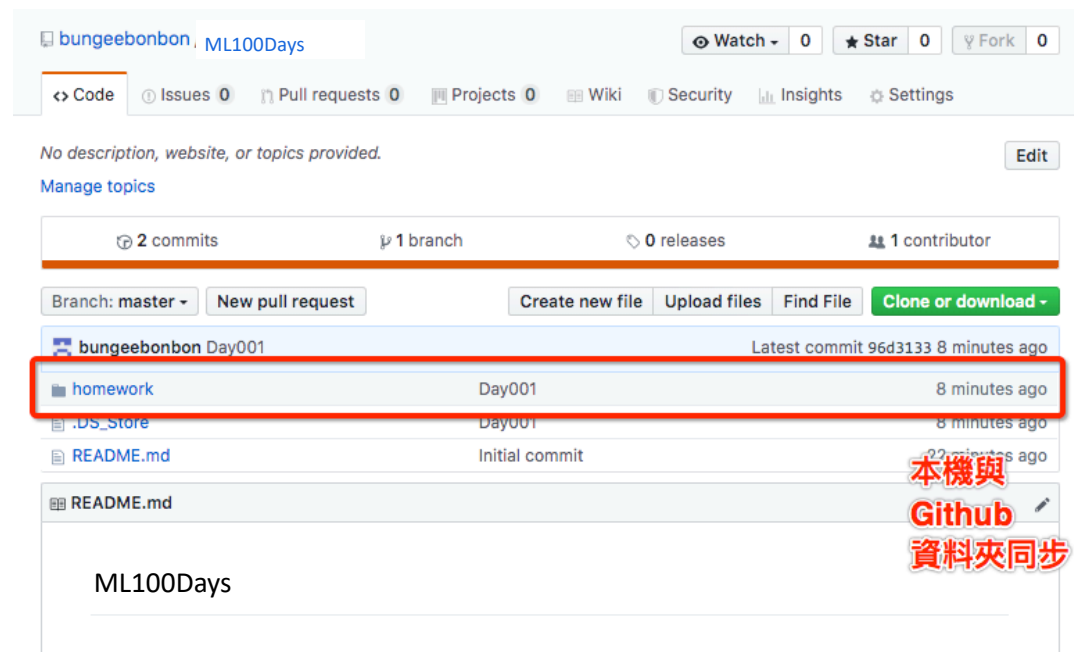 bungeebonbon / ML100Days
Watch 0 Star 0 Fork 0
Code Issues 0 Pull requests 0 Projects 0 Wiki Security Insights Settings
No description, website, or topics provided. Edit
Manage topics
2 commits 1 branch 0 releases 1 contributor
Branch: master New pull request Create new file Upload files Find File Clone or download
bungeebonbon Day001 Latest commit 96d3133 8 minutes ago
homework Day001 8 minutes ago
.DS_Store Day001 8 minutes ago
README.md Initial commit 22 minutes ago
本機與
README.md
Github
資料夾同步
ML100Days